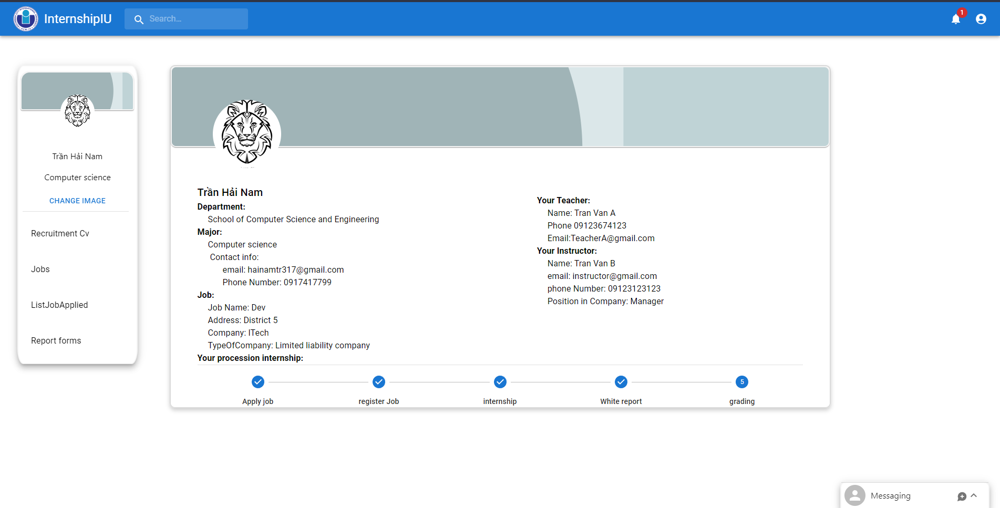 InternshipIU
Search...
1
Trần Hải Nam
Computer science
CHANGE IMAGE
Recruitment Cv
Jobs
ListJobApplied
Report forms
Trần Hải Nam
Department:
School of Computer Science and Engineering
Major:
Computer science
Contact info:
email: hainamtr317@gmail.com
Phone Number: 0917417799
Job:
Job Name: Dev
Address: District 5
Company: ITech
TypeOfCompany: Limited liability company
Your Teacher:
Name: Tran Van A
Phone 09123674123
Email:TeacherA@gmail.com
Your Instructor:
Name: Tran Van B
email: instructor@gmail.com
phone Number: 09123123123
Position in Company: Manager
Your procession internship:
Apply job
register Job
internship
White report
5
grading
Messaging